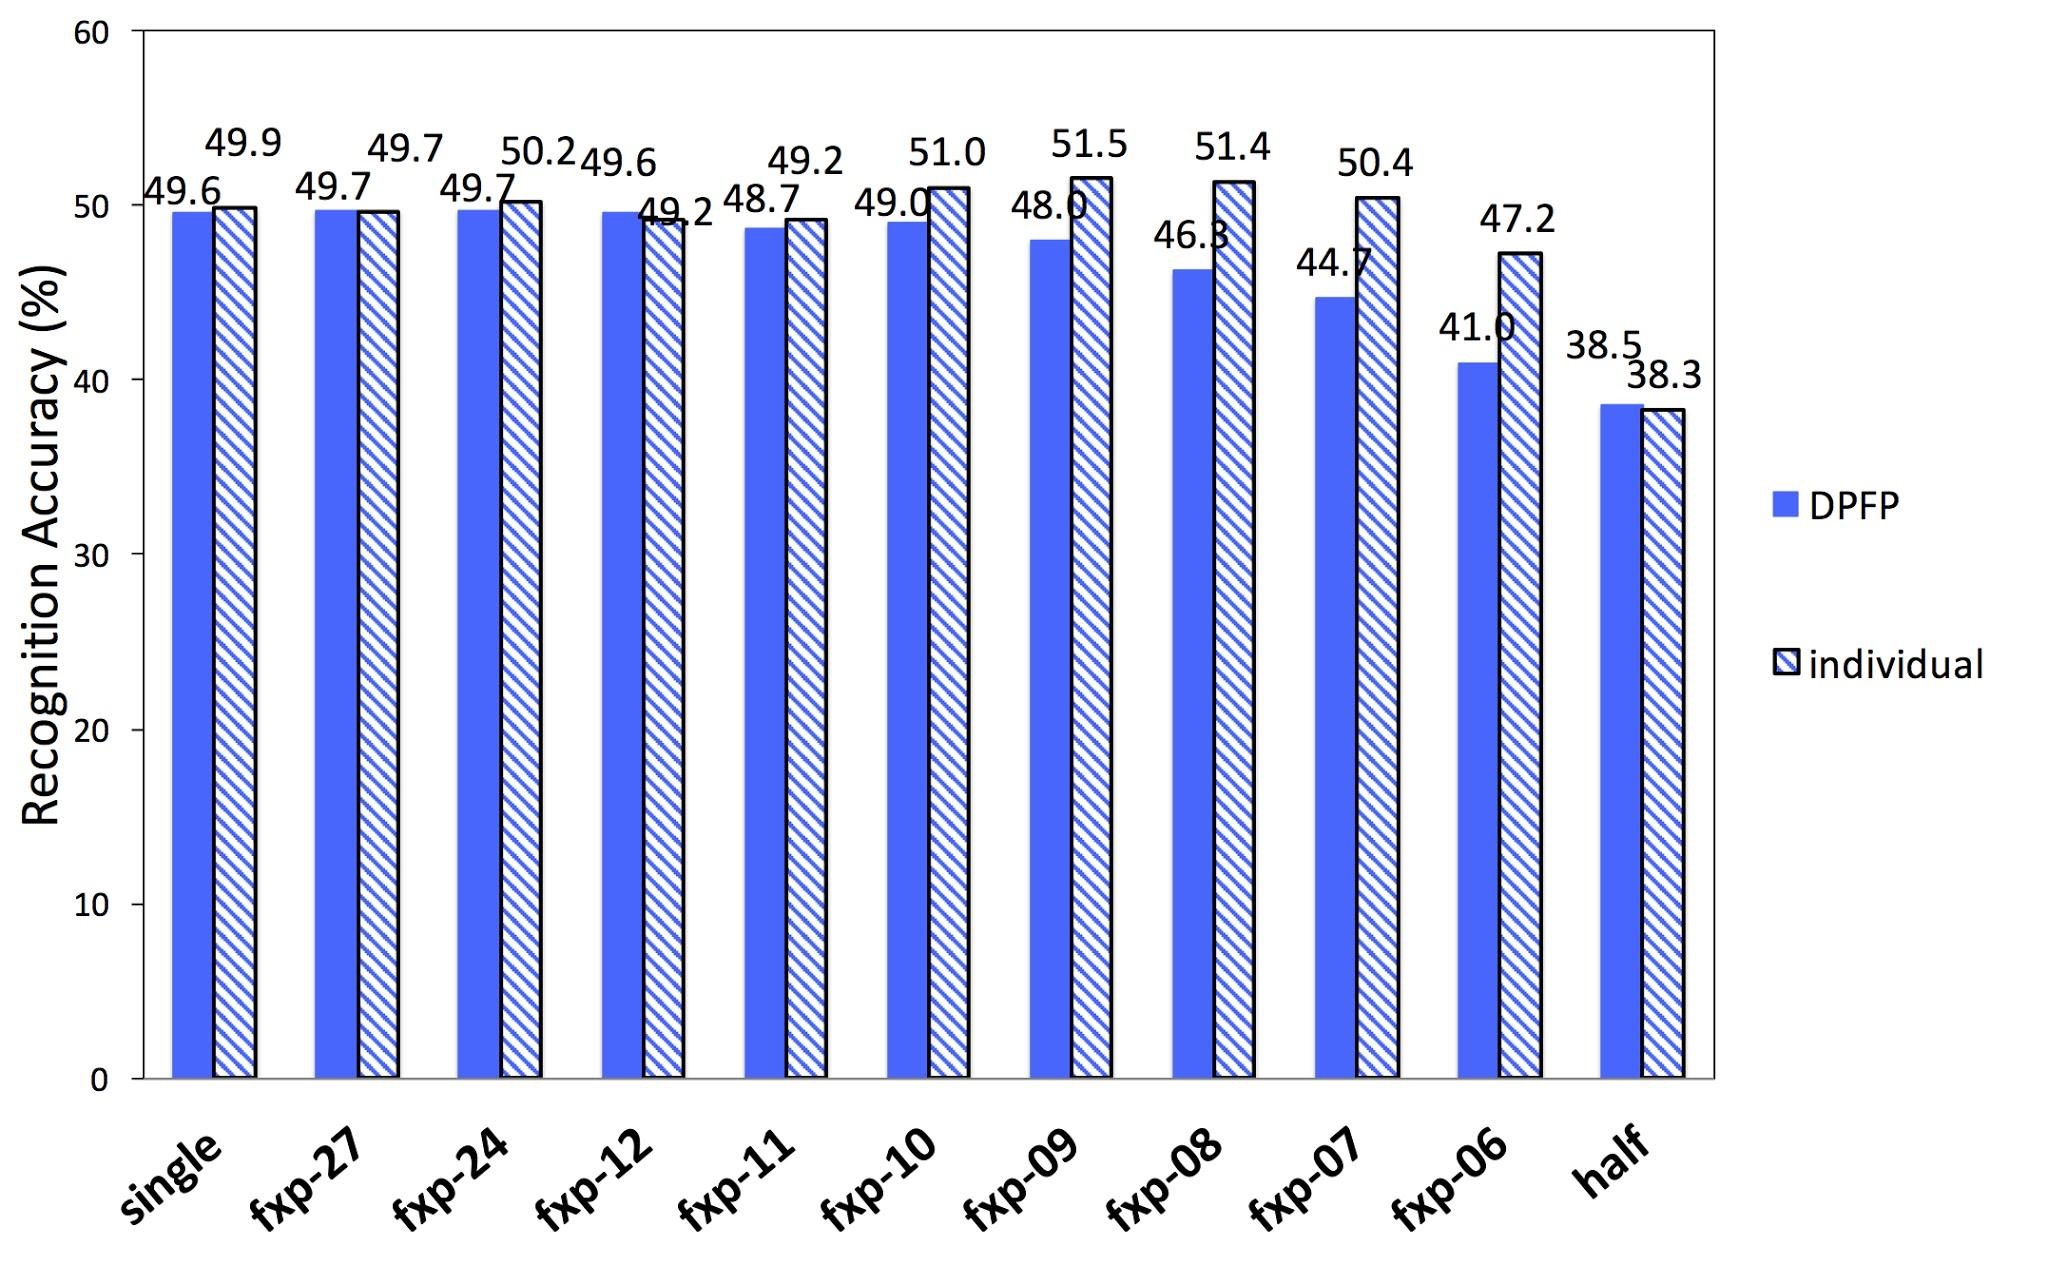 Recognition Accuracy (%)
60
50
40
30
20
10
0
49.6
49.9
49.7
49.7
49.7
50.2
49.6
49.2
48.7
49.2
49.0
51.0
48.0
51.5
46.3
51.4
44.7
50.4
41.0
47.2
38.5
38.3
single
fxp-27
fxp-24
fxp-12
fxp-11
fxp-10
fxp-09
fxp-08
fxp-07
fxp-06
half
DPFP
individual